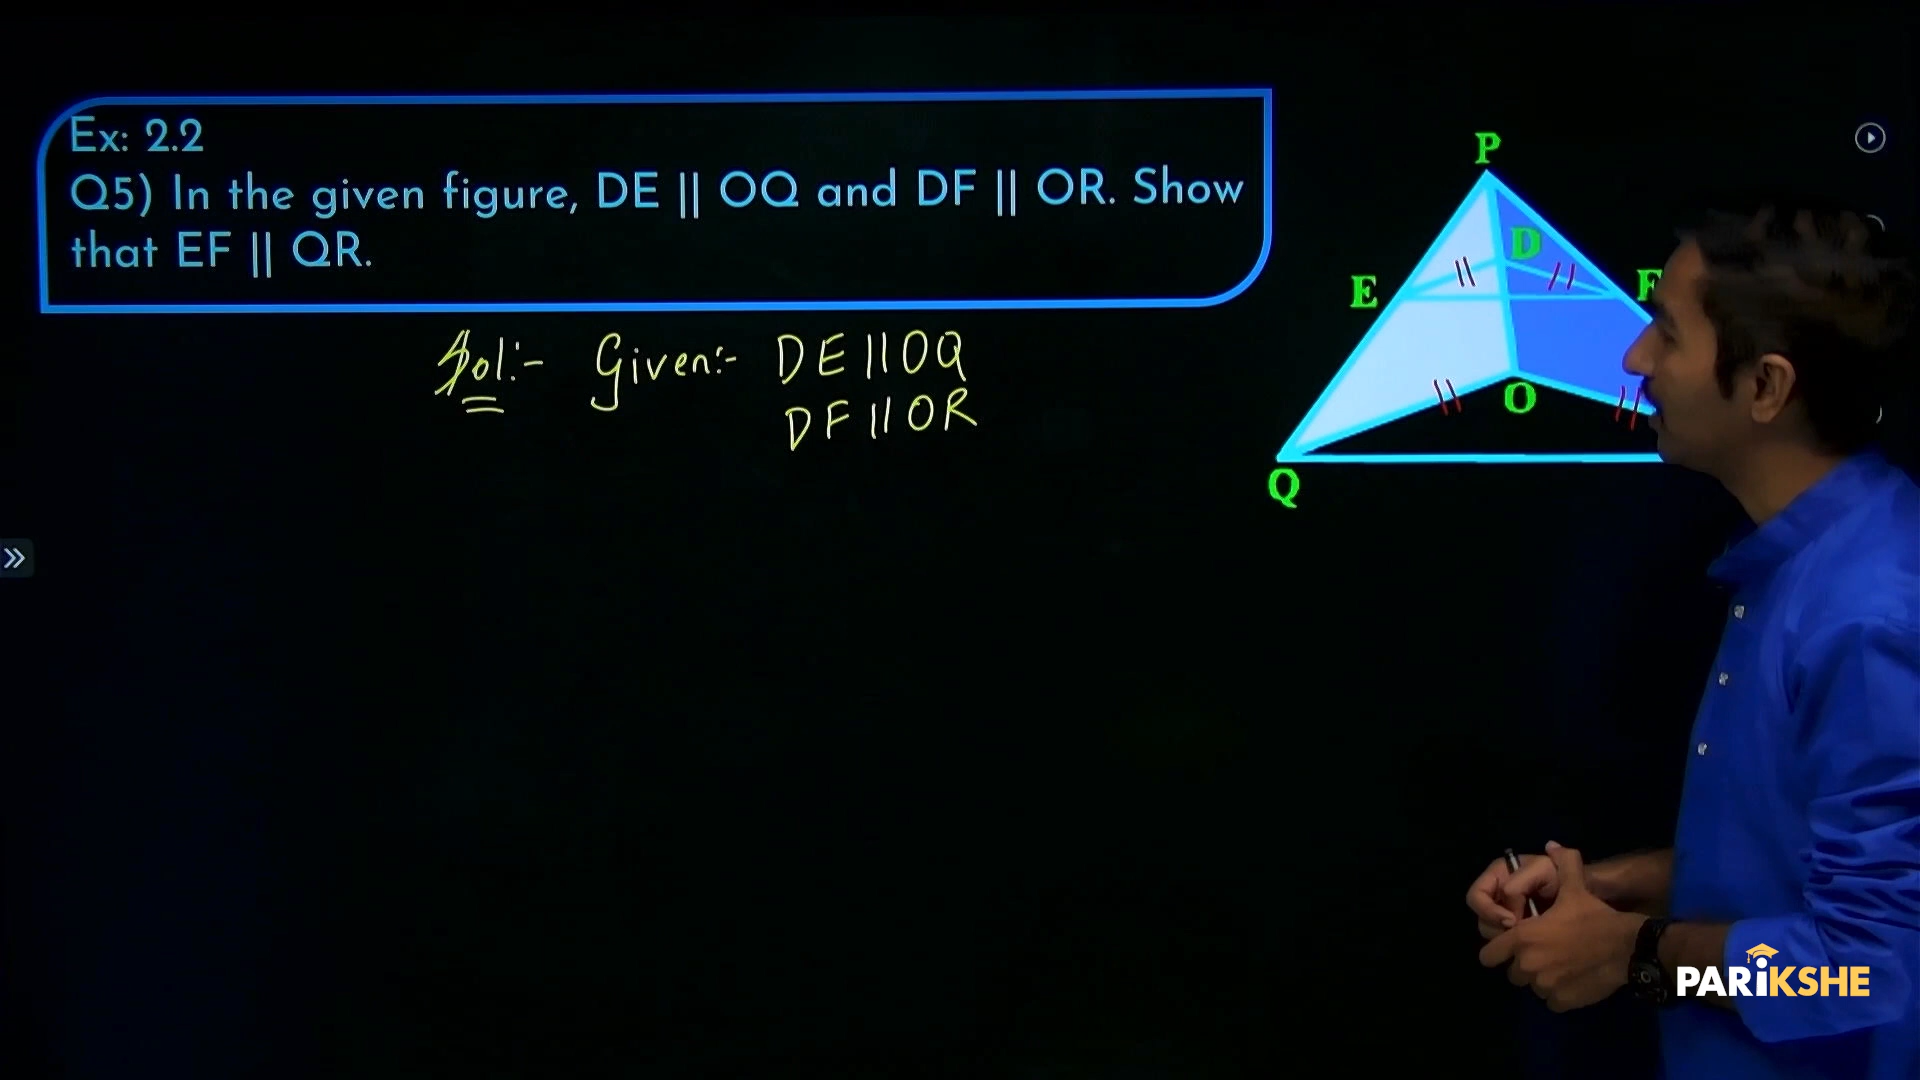 Ex: 2.2
Q5) In the given figure, DE || OQ and DF || OR. Show
that EF || QR.
Sol:- Given:- DE || OQ
DF || OR
P
D
E
F
O
Q
PARiKSHE